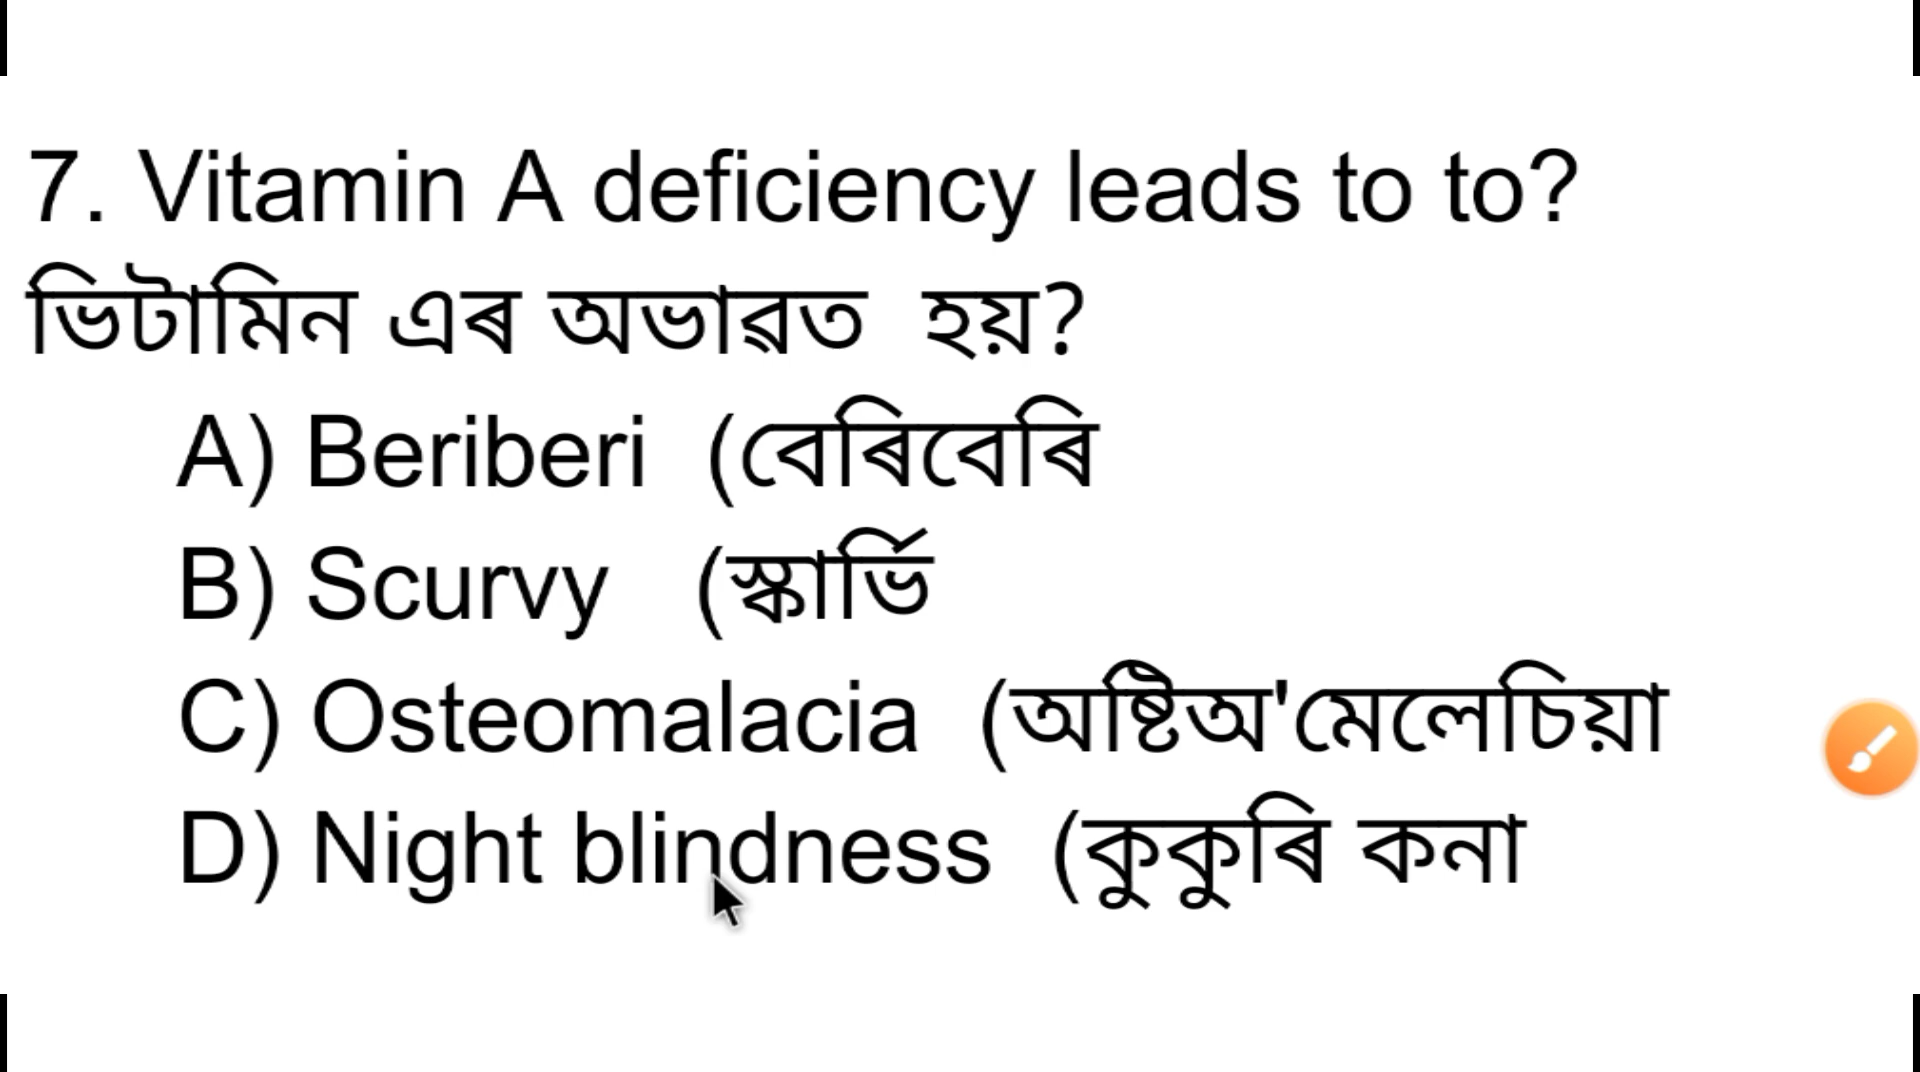 7. Vitamin A deficiency leads to to?
ভিটামিন এৰ অভাৱত হয়?
A) Beriberi (বেৰিবেৰি
B) Scurvy (স্কাৰ্ভি
C) Osteomalacia (অষ্টিঅ'মেলেচিয়া
D) Night blindness (কুকুৰি কনা